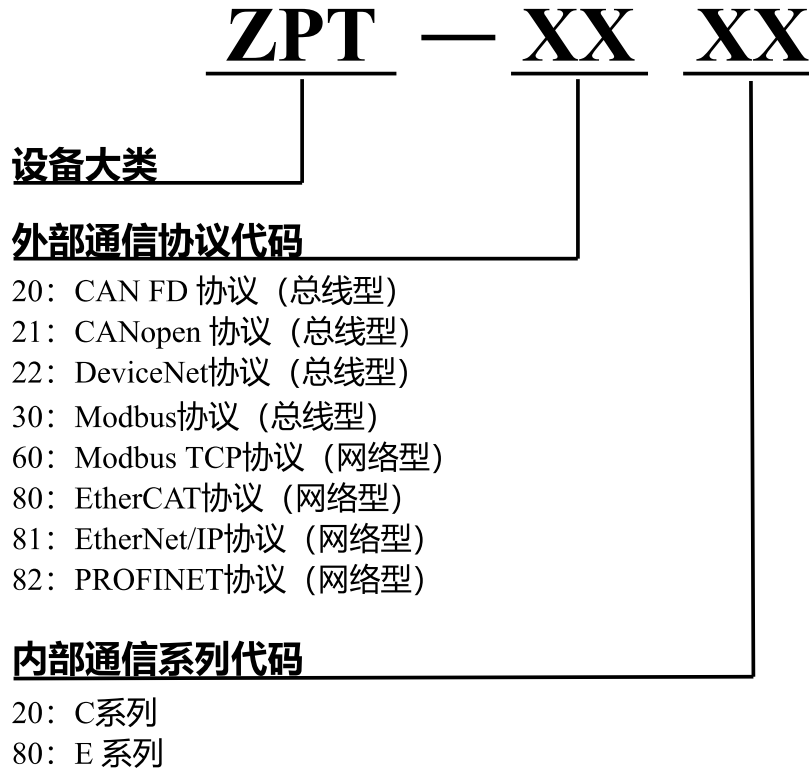 ZPT — XX XX
设备大类
外部通信协议代码
20：CAN FD 协议（总线型）
21：CANopen 协议（总线型）
22：DeviceNet协议（总线型）
30：Modbus协议（总线型）
60：Modbus TCP协议（网络型）
80：EtherCAT协议（网络型）
81：EtherNet/IP协议（网络型）
82：PROFINET协议（网络型）
内部通信系列代码
20：C系列
80：E 系列